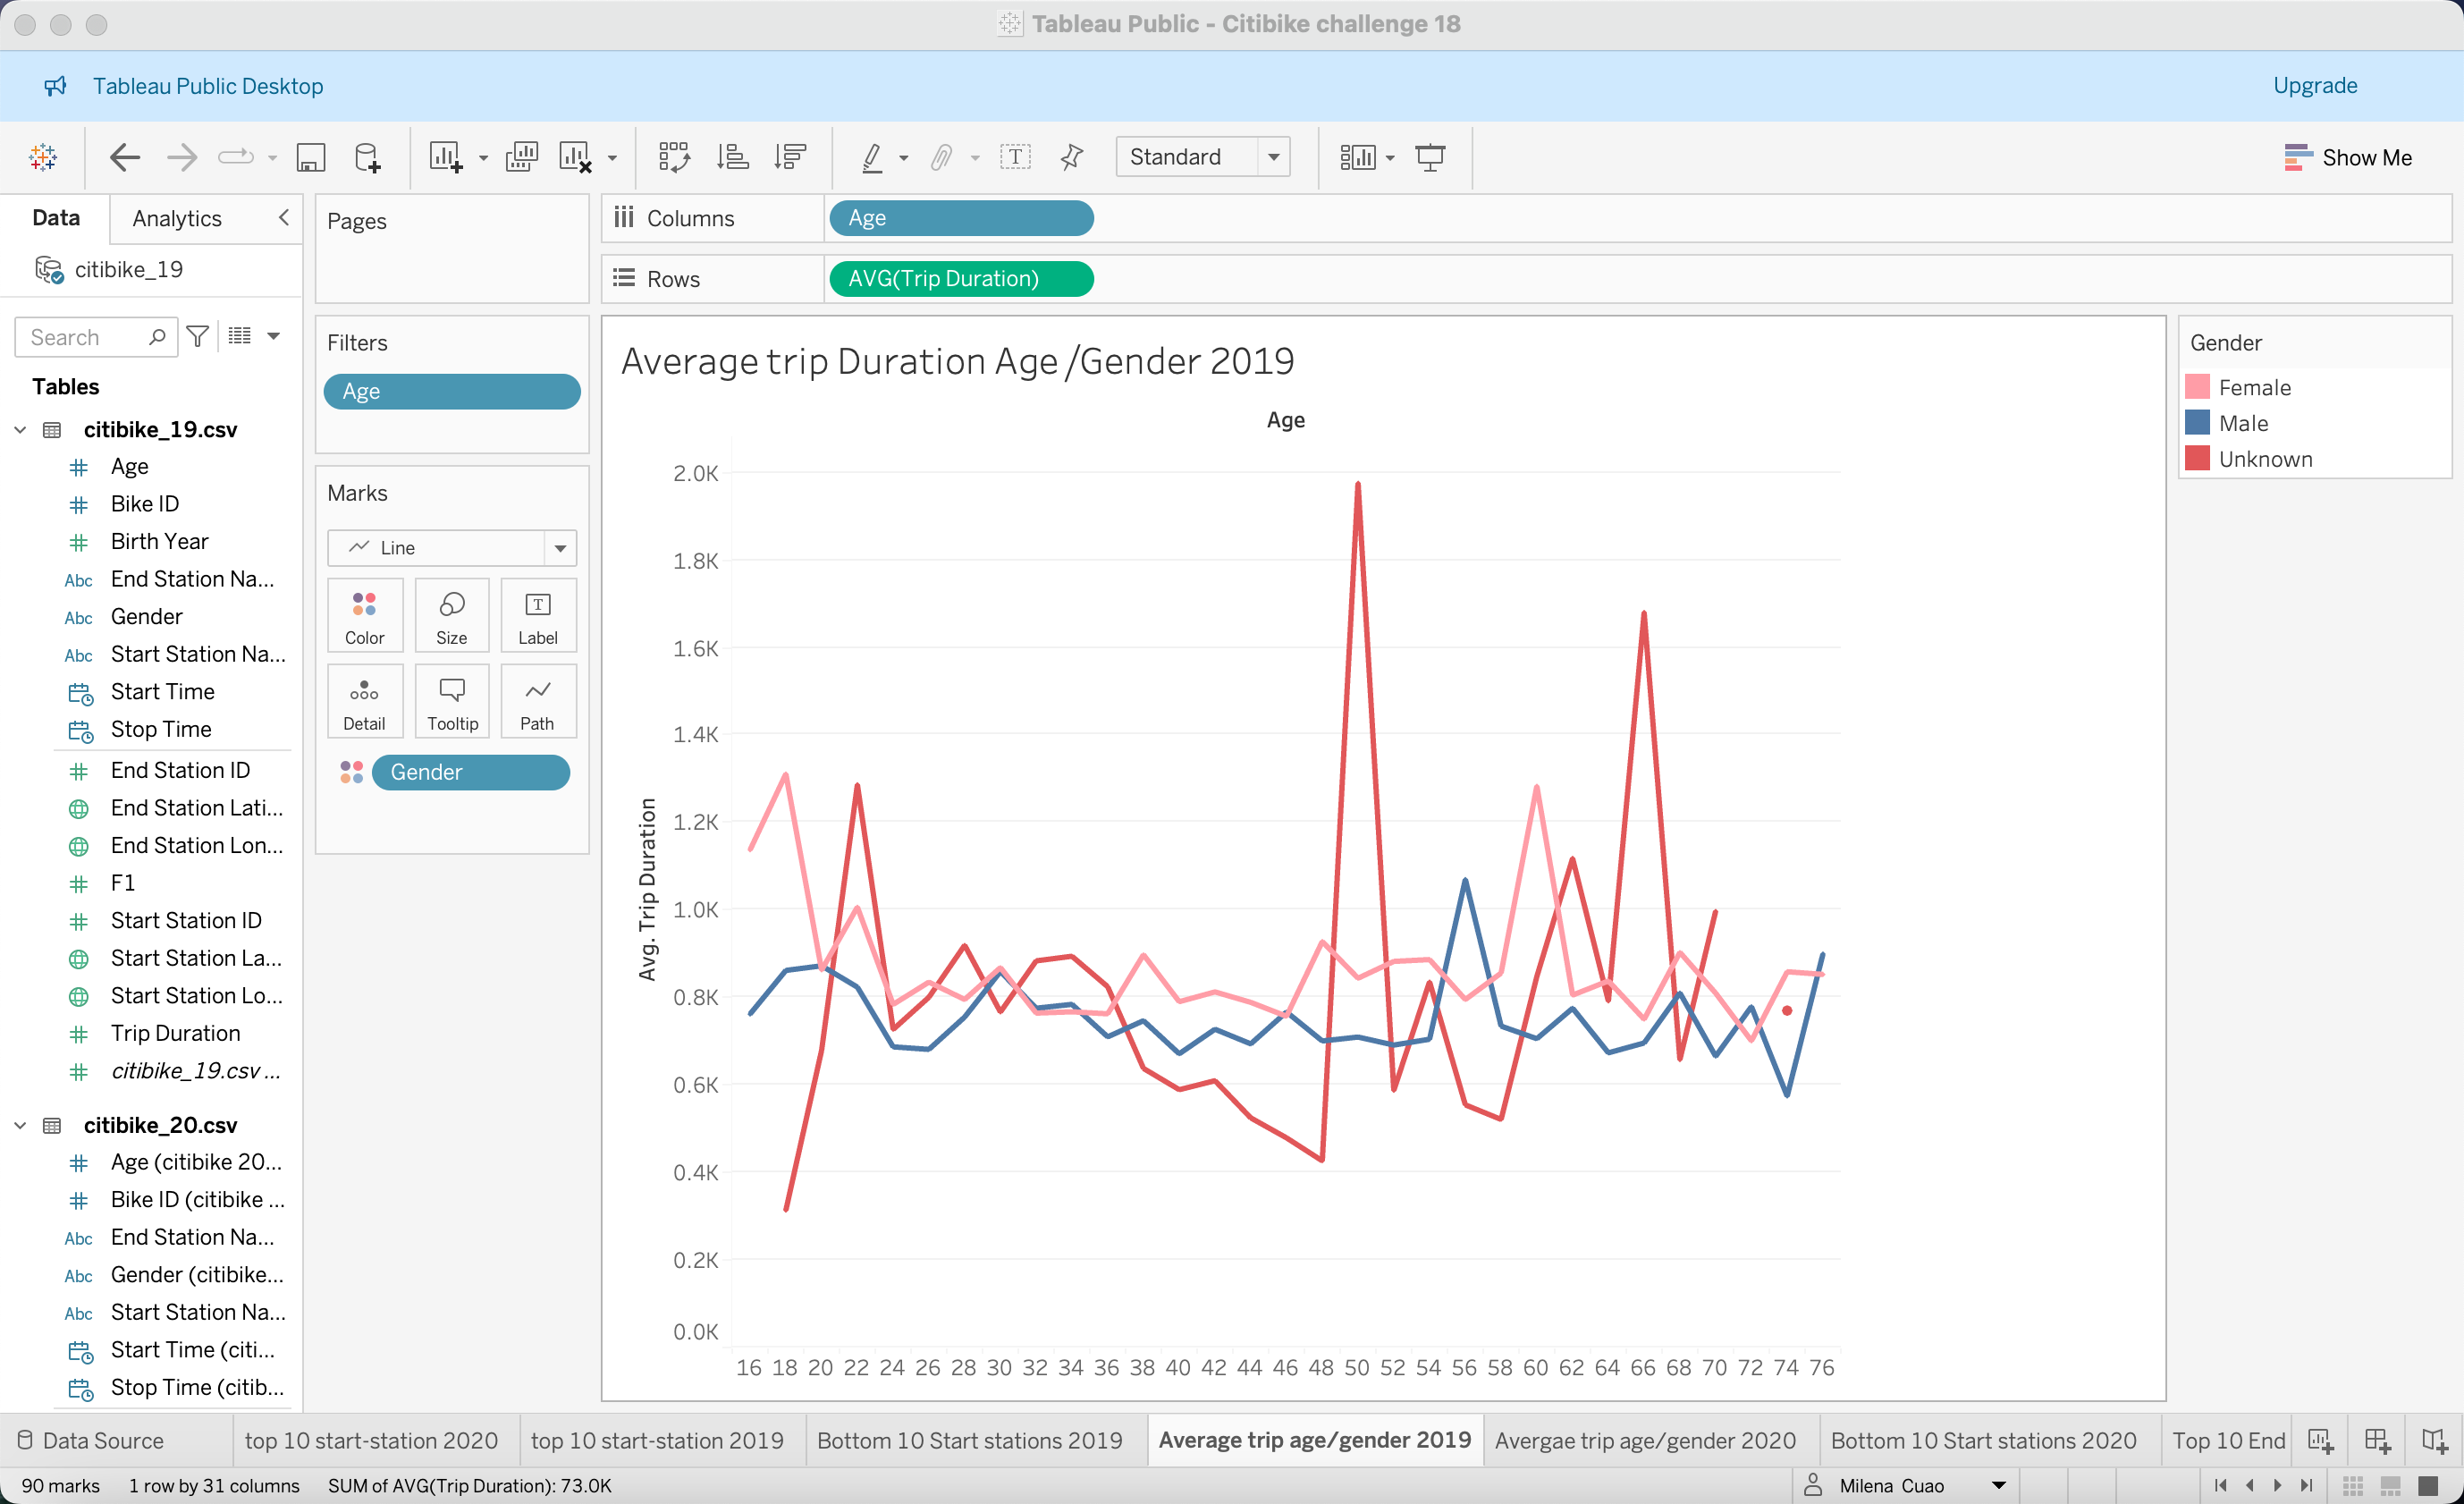 Tableau Public - Citibike challenge 18
Tableau Public Desktop
Upgrade
Standard
Show Me
Data
Analytics
citibike_19
Search
Tables
citibike_19.csv
Age
Bike ID
Birth Year
End Station Na...
Gender
Start Station Na...
Start Time
Stop Time
End Station ID
End Station Lati...
End Station Lon...
F1
Start Station ID
Start Station La...
Start Station Lo...
Trip Duration
citibike_19.csv ...
citibike_20.csv
Age (citibike 20...
Bike ID (citibike ...
End Station Na...
Gender (citibike...
Start Station Na...
Start Time (citi...
Stop Time (citib...
Pages
Filters
Age
Marks
Line
Color
Size
Label
Detail
Tooltip
Path
Gender
Columns
Age
Rows
AVG(Trip Duration)
Average trip Duration Age /Gender 2019
Age
Avg. Trip Duration
2.0K
1.8K
1.6K
1.4K
1.2K
1.0K
0.8K
0.6K
0.4K
0.2K
0.0K
16 18 20 22 24 26 28 30 32 34 36 38 40 42 44 46 48 50 52 54 56 58 60 62 64 66 68 70 72 74 76
Gender
Female
Male
Unknown
Data Source
top 10 start-station 2020
top 10 start-station 2019
Bottom 10 Start stations 2019
Average trip age/gender 2019
Avergae trip age/gender 2020
Bottom 10 Start stations 2020
Top 10 End
90 marks
1 row by 31 columns
SUM of AVG(Trip Duration): 73.0K
Milena Cuao